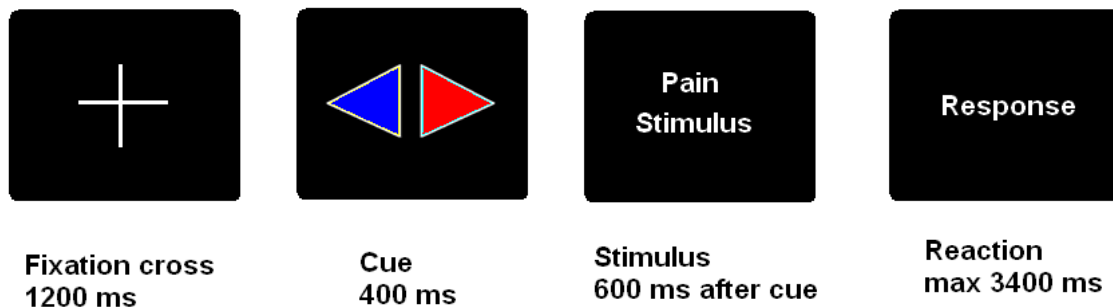 Pain
Stimulus
Response
Fixation cross
1200 ms
Cue
400 ms
Stimulus
600 ms after cue
Reaction
max 3400 ms